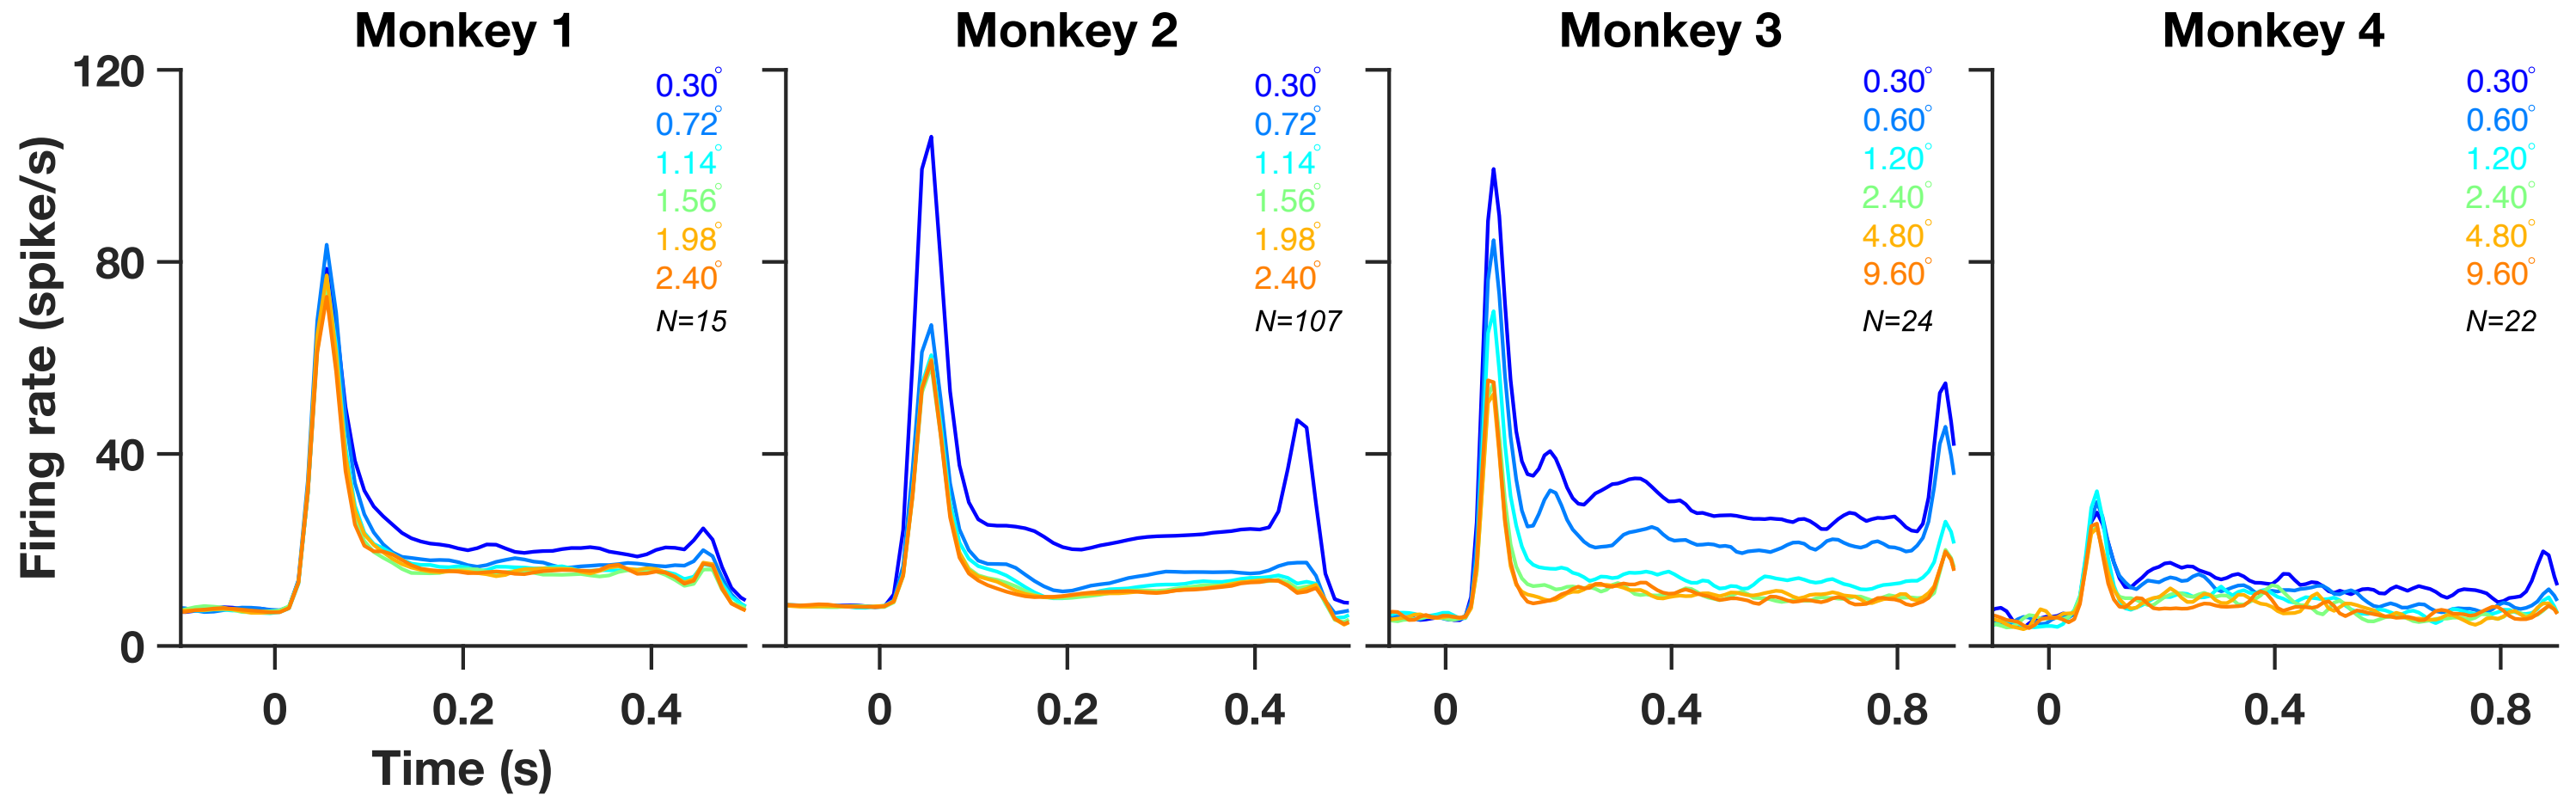 Monkey 1
Monkey 2
Monkey 3
Monkey 4
Firing rate (spike/s)
120
80
40
0
0.30°
0.72°
1.14°
1.56°
1.98°
2.40°
N=15
0.30°
0.72°
1.14°
1.56°
1.98°
2.40°
N=107
0.30°
0.60°
1.20°
2.40°
4.80°
9.60°
N=24
0.30°
0.60°
1.20°
2.40°
4.80°
9.60°
N=22
0 0.2 0.4
0 0.2 0.4
0 0.4 0.8
0 0.4 0.8
Time (s)